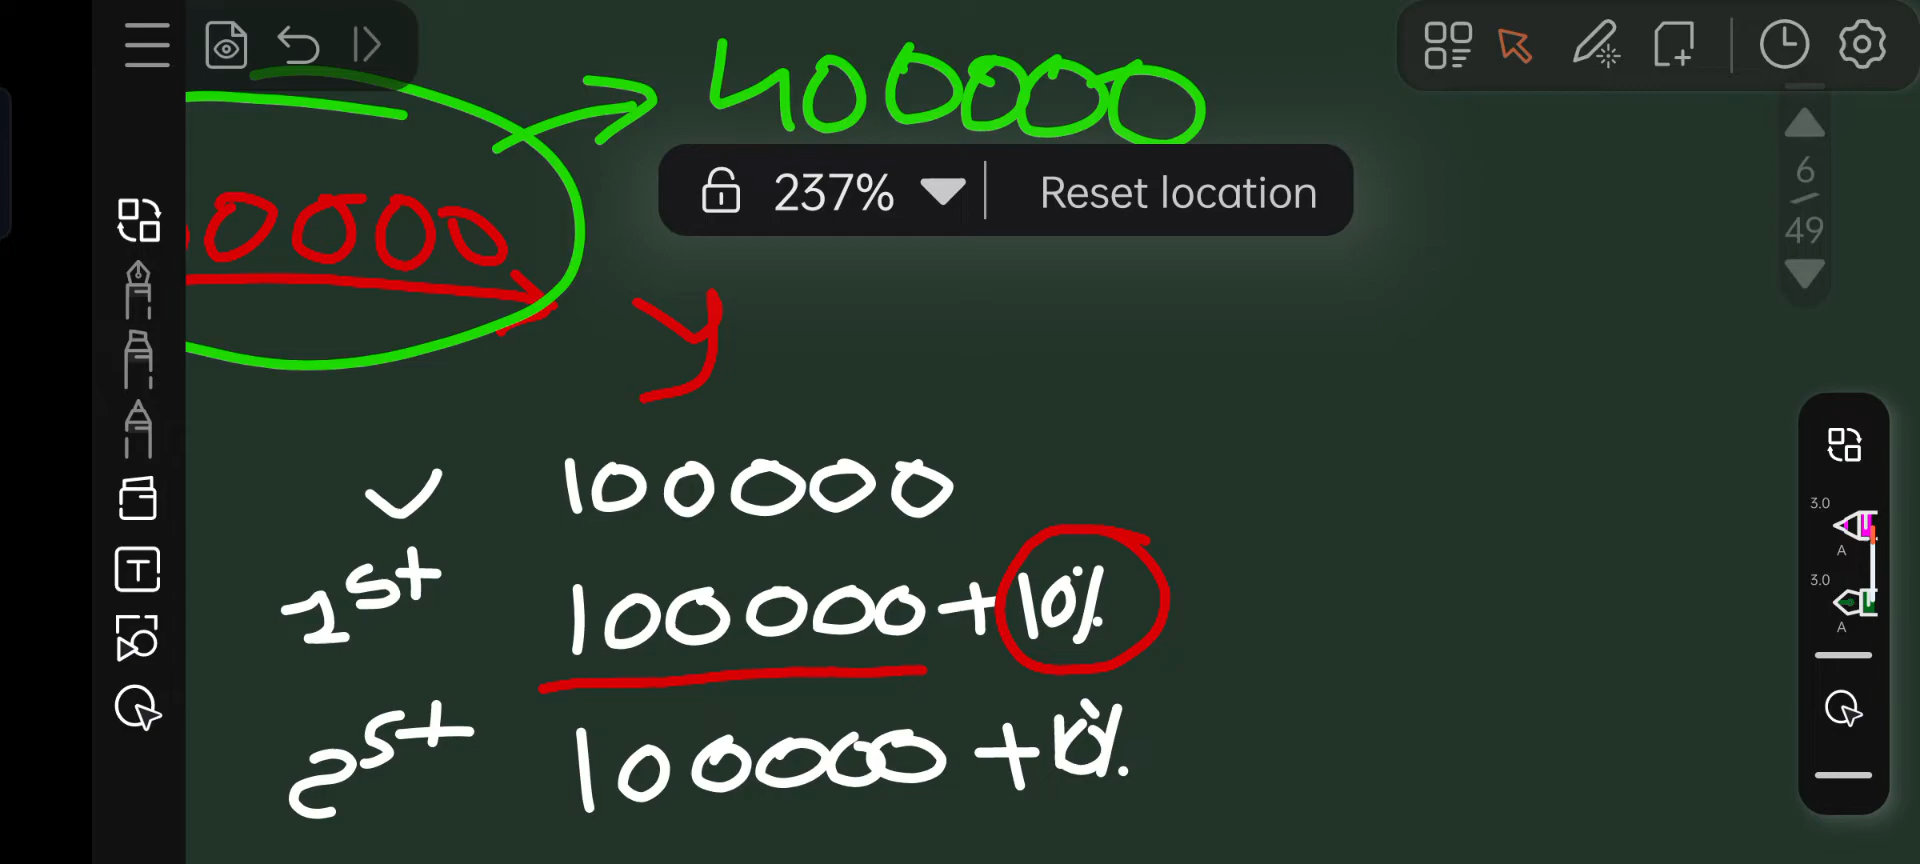 400000
237% Reset location
6
49
0000
y
100000
1st 100000+10%
2st 100000+10%
3.0
A
3.0
A
T